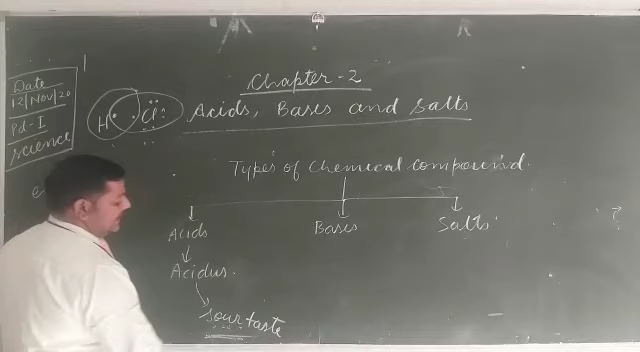 Date
12/Nov/20
Pd-I
Science
H Cl
Chapter-2
Acids, Bases and Salts
Types of Chemical compound.
Acids Bases Salts
Acidus.
sour taste